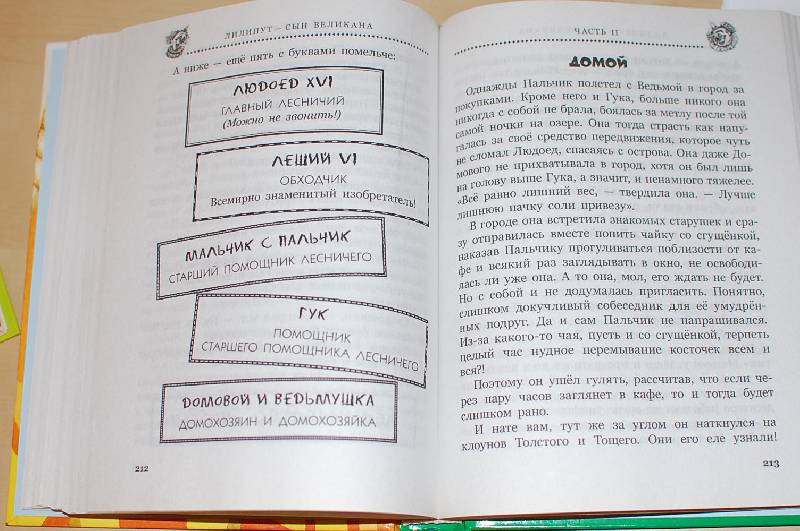 ЛИЛИПУТ — СЫН ВЕЛИКАНА
А ниже — ещё пять с буквами помельче:
ЛЮДОЕД XVI
ГЛАВНЫЙ ЛЕСНИЧИЙ
(Можно не звонить!)
ЛЕШИЙ VI
ОБХОДЧИК
Всемирно знаменитый изобретатель!
МАЛЬЧИК С ПАЛЬЧИК
СТАРШИЙ ПОМОЩНИК ЛЕСНИЧЕГО
ГУК
ПОМОЩНИК
СТАРШЕГО ПОМОЩНИКА ЛЕСНИЧЕГО
ДОМОВОЙ И ВЕДЬМУШКА
ДОМОХОЗЯИН И ДОМОХОЗЯЙКА
212
ЧАСТЬ II
ДОМОЙ
Однажды Пальчик полетел с Ведьмой в город за
покупками. Кроме него и Гука, больше никого она
никогда с собой не брала, боялась за метлу после той
самой ночки на озере. Она тогда страсть как напу-
галась за своё средство передвижения, которое чуть
не сломал Людоед, спасаясь с острова. Она даже До-
мового не прихватывала в город, хотя он был лишь
на голову выше Гука, а значит, и ненамного тяжелее.
«Всё равно лишний вес, — твердила она. — Лучше
лишнюю пачку соли привезу».
В городе она встретила знакомых старушек и сра-
зу отправилась вместе попить чайку со сгущёнкой,
наказав Пальчику прогуливаться поблизости от ка-
фе и всякий раз заглядывать в окно, не освободи-
лась ли уже она. А то она, мол, его ждать не будет.
Но с собой и не додумалась пригласить. Понятно,
слишком докучливый собеседник для её умудрён-
ных подруг. Да и сам Пальчик не напрашивался.
Из-за какого-то чая, пусть и со сгущёнкой, терпеть
целый час нудное перемывание косточек всем и
вся?!
Поэтому он ушёл гулять, рассчитав, что если че-
рез пару часов заглянет в кафе, то и тогда будет
слишком рано.
И нате вам, тут же за углом он наткнулся на
клоунов Толстого и Тощего. Они его еле узнали!
213